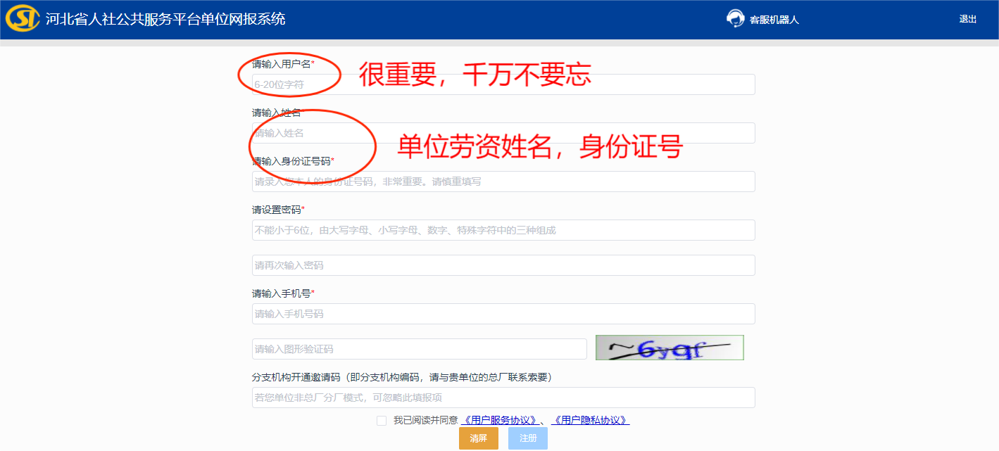 河北省人社公共服务平台单位网报系统
客服机器人
退出
请输入用户名*
很重要，千万不要忘
6-20位字符
请输入姓名*
请输入姓名
单位劳资姓名，身份证号
请输入身份证号码*
请录入您本人的身份证号码，非常重要。请慎重填写
请设置密码*
不能小于6位，由大写字母、小写字母、数字、特殊字符中的三种组成
请再次输入密码
请输入手机号*
请输入手机号码
请输入图形验证码
6yqf
分支机构开通邀请码（即分支机构编码，请与贵单位的总厂联系索要）
若您单位非总厂分厂模式，可忽略此填报项
我已阅读并同意 《用户服务协议》、 《用户隐私协议》
清屏
注册